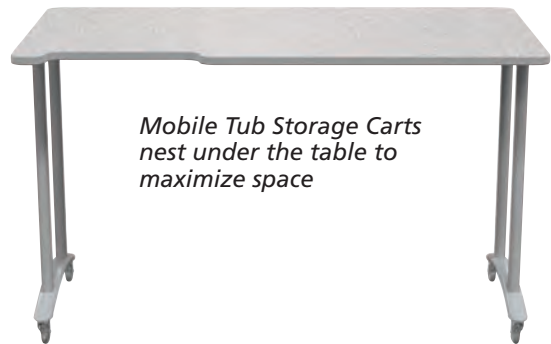 Mobile Tub Storage Carts
nest under the table to
maximize space